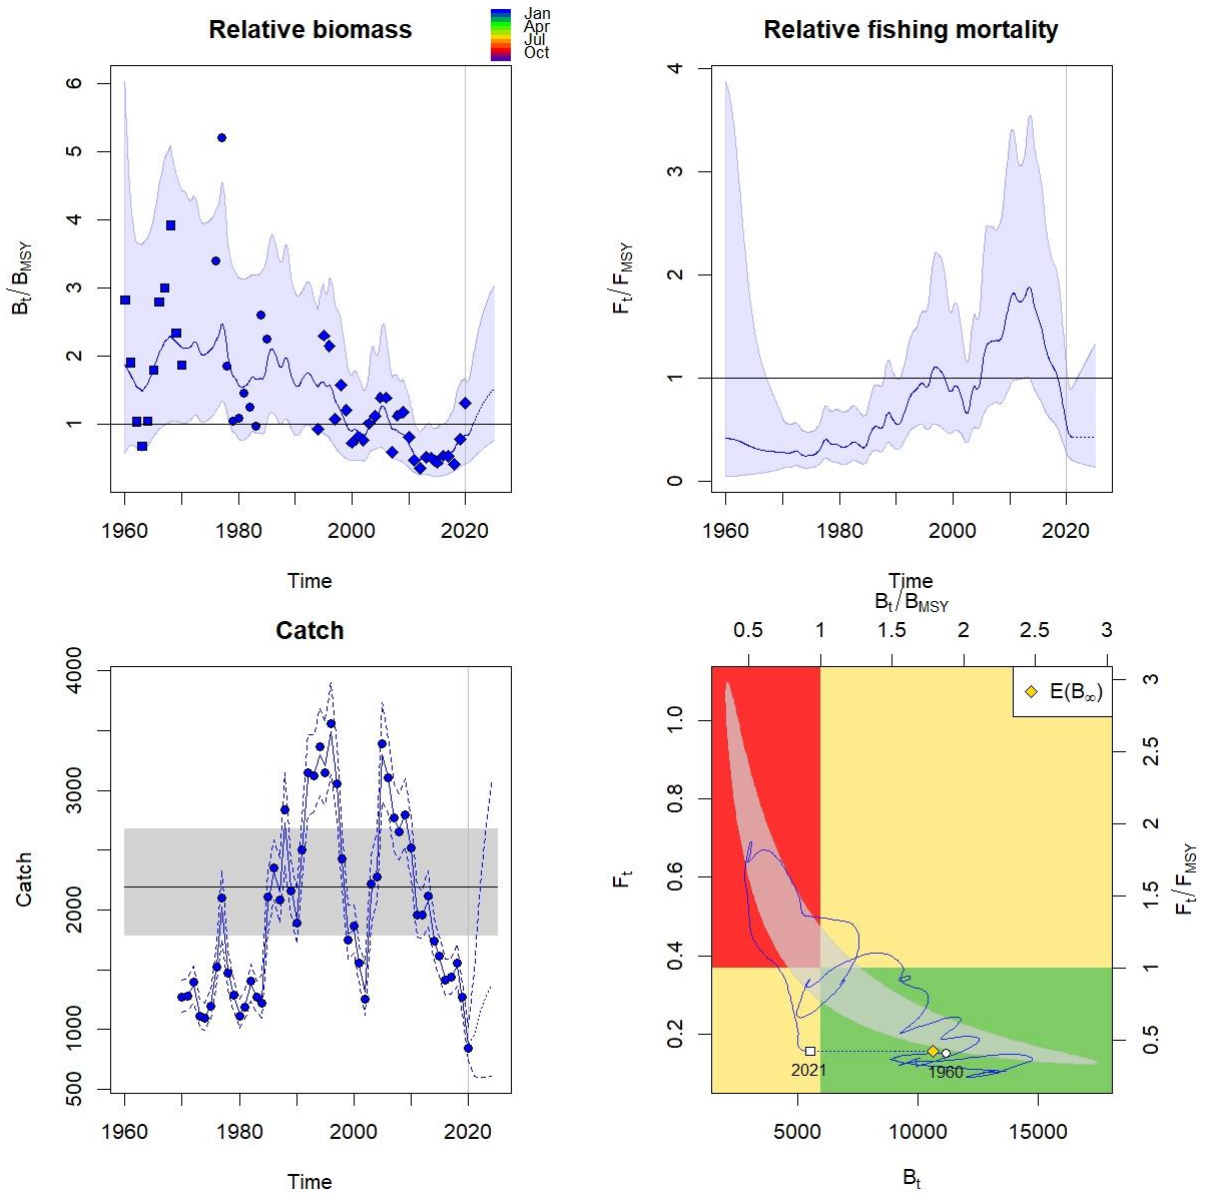 Relative biomass
Jan
Apr
Jul
Oct
6
5
4
3
2
1
Bt/BMSY
1960 1980 2000 2020
Time
Relative fishing mortality
4
3
2
1
0
Ft/FMSY
1960 1980 2000 2020
Time
Catch
4000
3000
2000
1000
500
Catch
1960 1980 2000 2020
Time
Bt/BMSY
0.5 1 1.5 2 2.5 3
E(B∞)
1.0
0.8
0.6
0.4
0.2
Ft
3
2.5
2
1.5
1
0.5
Ft/FMSY
2021
1960
5000 10000 15000
Bt